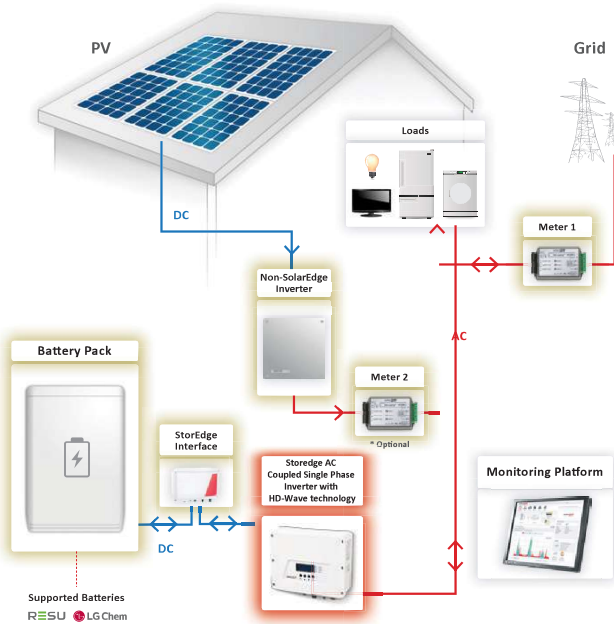 PV
Grid
Loads
DC
Meter 1
Non-SolarEdge
Inverter
AC
Battery Pack
Meter 2
StorEdge
Interface
* Optional
Storedge AC
Coupled Single Phase
Inverter with
HD-Wave technology
Monitoring Platform
DC
Supported Batteries
RESU LG Chem